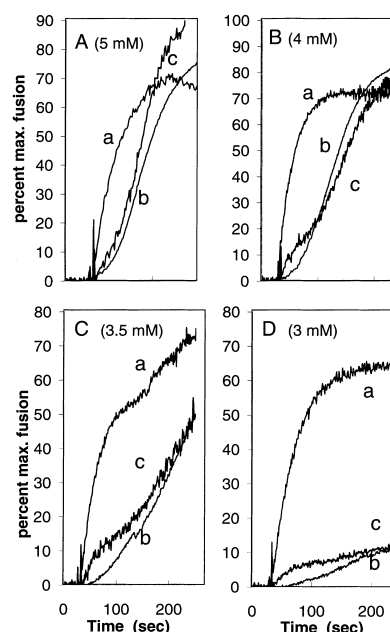 90
80
70
60
50
40
30
20
10
0
percent max. fusion
A (5 mM)
a
b
c
100
90
80
70
60
50
40
30
20
10
0
B (4 mM)
a
b
c
80
70
60
50
40
30
20
10
0
percent max. fusion
C (3.5 mM)
a
c
b
0 100 200
Time (sec)
80
70
60
50
40
30
20
10
0
D (3 mM)
a
c
b
0 100 200
Time (sec)